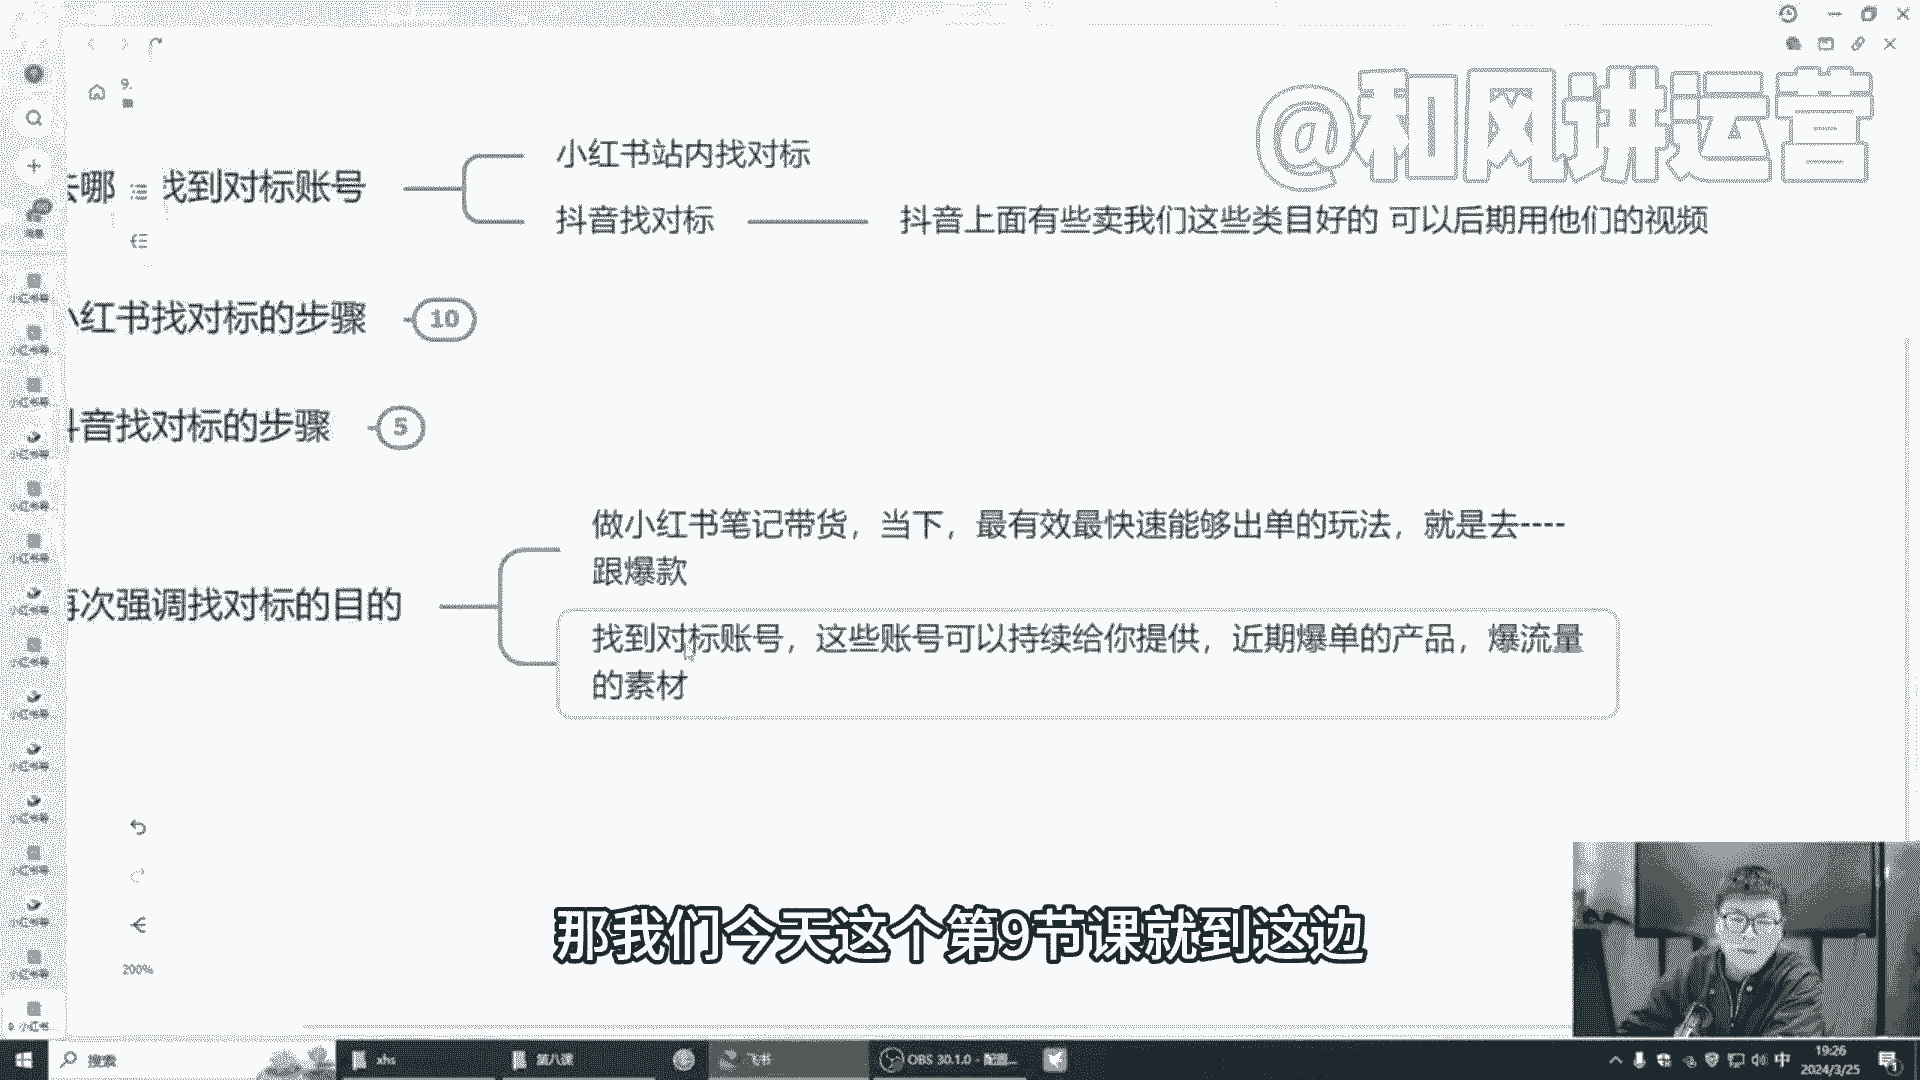 @和风讲运营
9.
小红书站内找对标
去哪 找到对标账号
抖音找对标
抖音上面有些卖我们这些类目好的 可以后期用他们的视频
小红书找对标的步骤
10
抖音找对标的步骤
5
做小红书笔记带货，当下，最有效最快速能够出单的玩法，就是去----
跟爆款
再次强调找对标的目的
找到对标账号，这些账号可以持续给你提供，近期爆单的产品，爆流量
的素材
那我们今天这个第9节课就到这边
200%
搜索
xhs
第八课
飞书
OBS 30.1.0 - 配置...
中
19:26
2024/3/25